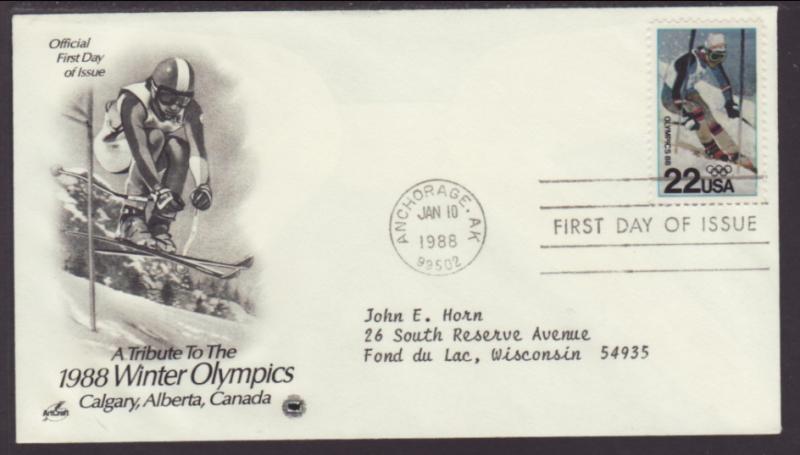 Official
First Day
of Issue
OLYMPICS 88
22USA
ANCHORAGE, AK
JAN 10
1988
99502
FIRST DAY OF ISSUE
John E. Horn
26 South Reserve Avenue
Fond du Lac, Wisconsin 54935
A Tribute To The
1988 Winter Olympics
Calgary, Alberta, Canada
ArtCraft